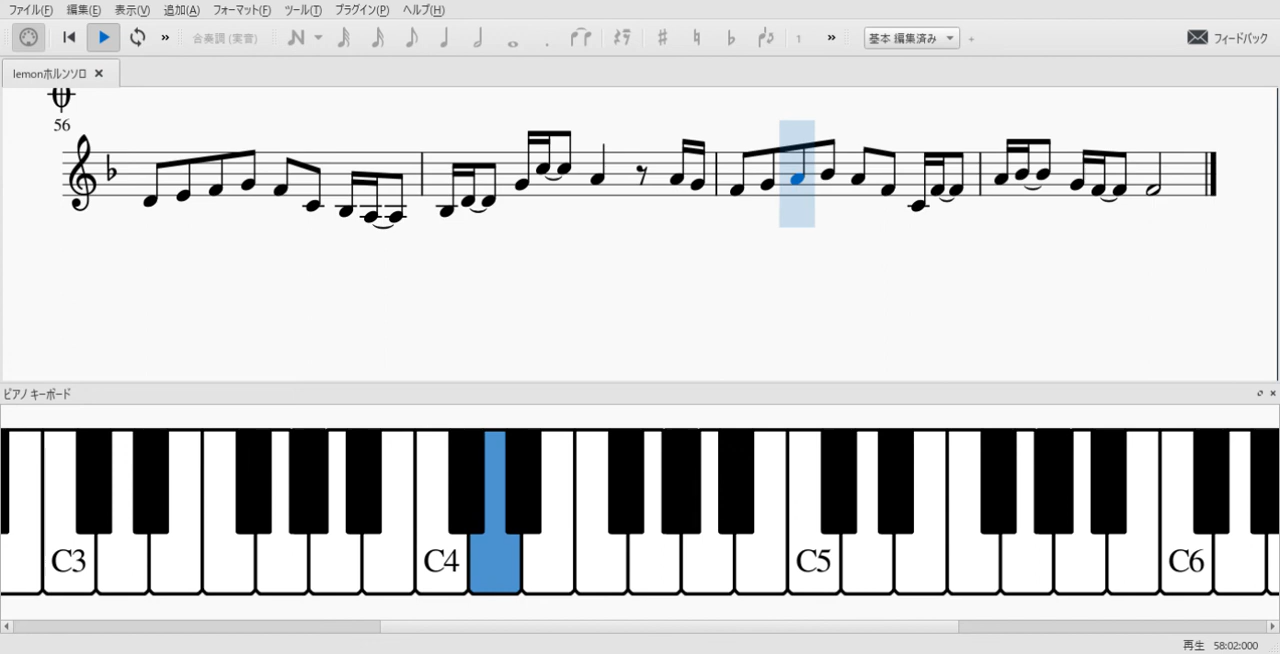 ファイル(F) 編集(E) 表示(V) 追加(A) フォーマット(F) ツール(T) プラグイン(P) ヘルプ(H)
合奏調 (実音) 1 基本 編集済み フィードバック
lemonホルンソロ
56
ピアノ キーボード
C3 C4 C5 C6
再生 58:02:000